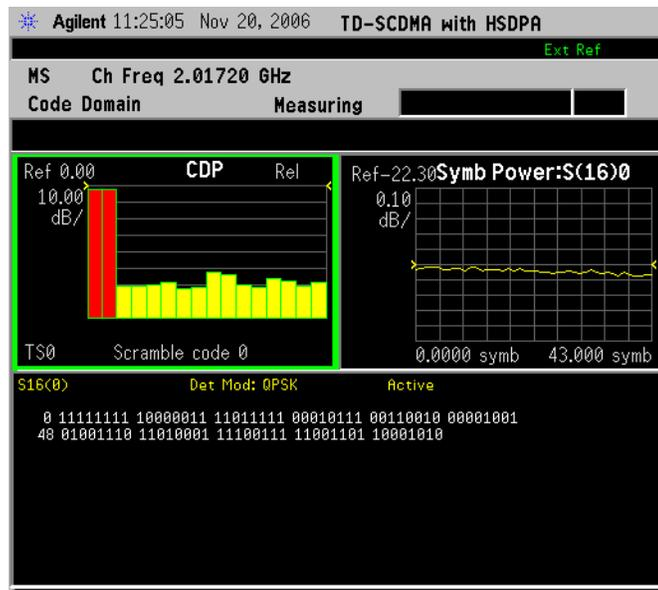 Agilent 11:25:05 Nov 20, 2006 TD-SCDMA with HSDPA
Ext Ref
MS Ch Freq 2.01720 GHz
Code Domain Measuring
Ref 0.00 CDP Rel
10.00
dB/
TS0 Scramble code 0
Ref-22.30 Symb Power:S(16)0
0.10
dB/
0.0000 symb 43.000 symb
S16(0) Det Mod: QPSK Active
0 11111111 10000011 11011111 00010111 00110010 00001001
48 01001110 11010001 11100111 11001101 10001010